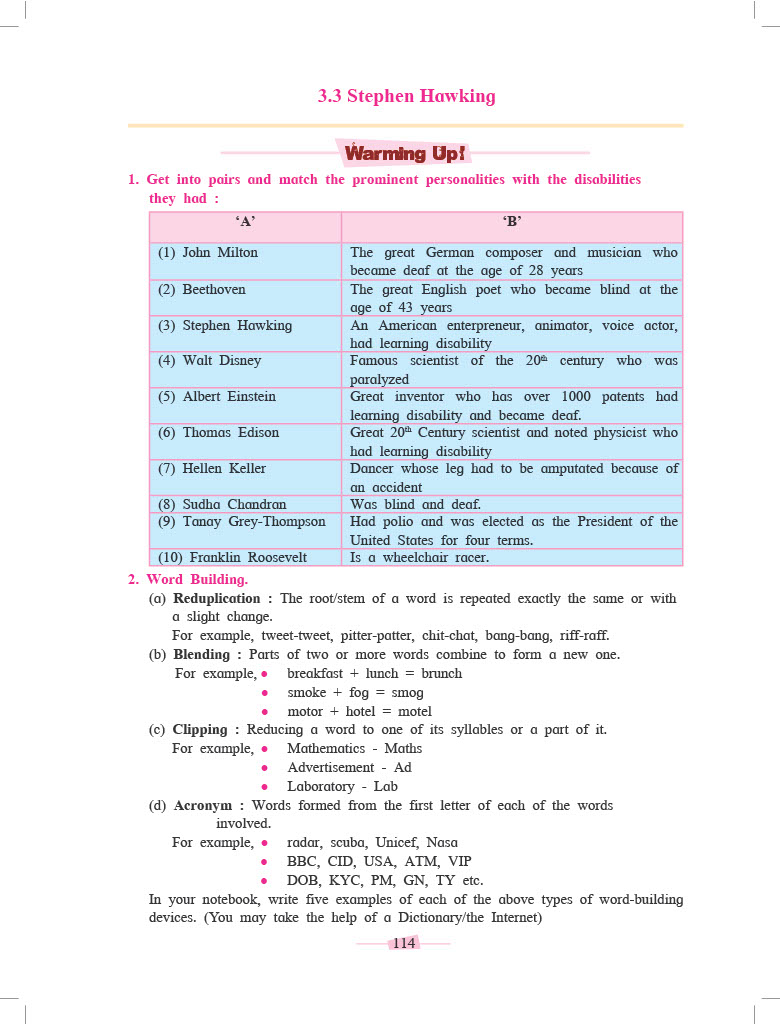 3.3 Stephen Hawking
Warming Up!
1. Get into pairs and match the prominent personalities with the disabilities
they had :
‘A’ ‘B’
(1) John Milton The great German composer and musician who
became deaf at the age of 28 years
(2) Beethoven The great English poet who became blind at the
age of 43 years
(3) Stephen Hawking An American enterpreneur, animator, voice actor,
had learning disability
(4) Walt Disney Famous scientist of the 20th century who was
paralyzed
(5) Albert Einstein Great inventor who has over 1000 patents had
learning disability and became deaf.
(6) Thomas Edison Great 20th Century scientist and noted physicist who
had learning disability
(7) Hellen Keller Dancer whose leg had to be amputated because of
an accident
(8) Sudha Chandran Was blind and deaf.
(9) Tanay Grey-Thompson Had polio and was elected as the President of the
United States for four terms.
(10) Franklin Roosevelt Is a wheelchair racer.
2. Word Building.
(a) Reduplication : The root/stem of a word is repeated exactly the same or with
a slight change.
For example, tweet-tweet, pitter-patter, chit-chat, bang-bang, riff-raff.
(b) Blending : Parts of two or more words combine to form a new one.
For example, • breakfast + lunch = brunch
• smoke + fog = smog
• motor + hotel = motel
(c) Clipping : Reducing a word to one of its syllables or a part of it.
For example, • Mathematics - Maths
• Advertisement - Ad
• Laboratory - Lab
(d) Acronym : Words formed from the first letter of each of the words
involved.
For example, • radar, scuba, Unicef, Nasa
• BBC, CID, USA, ATM, VIP
• DOB, KYC, PM, GN, TY etc.
In your notebook, write five examples of each of the above types of word-building
devices. (You may take the help of a Dictionary/the Internet)
114